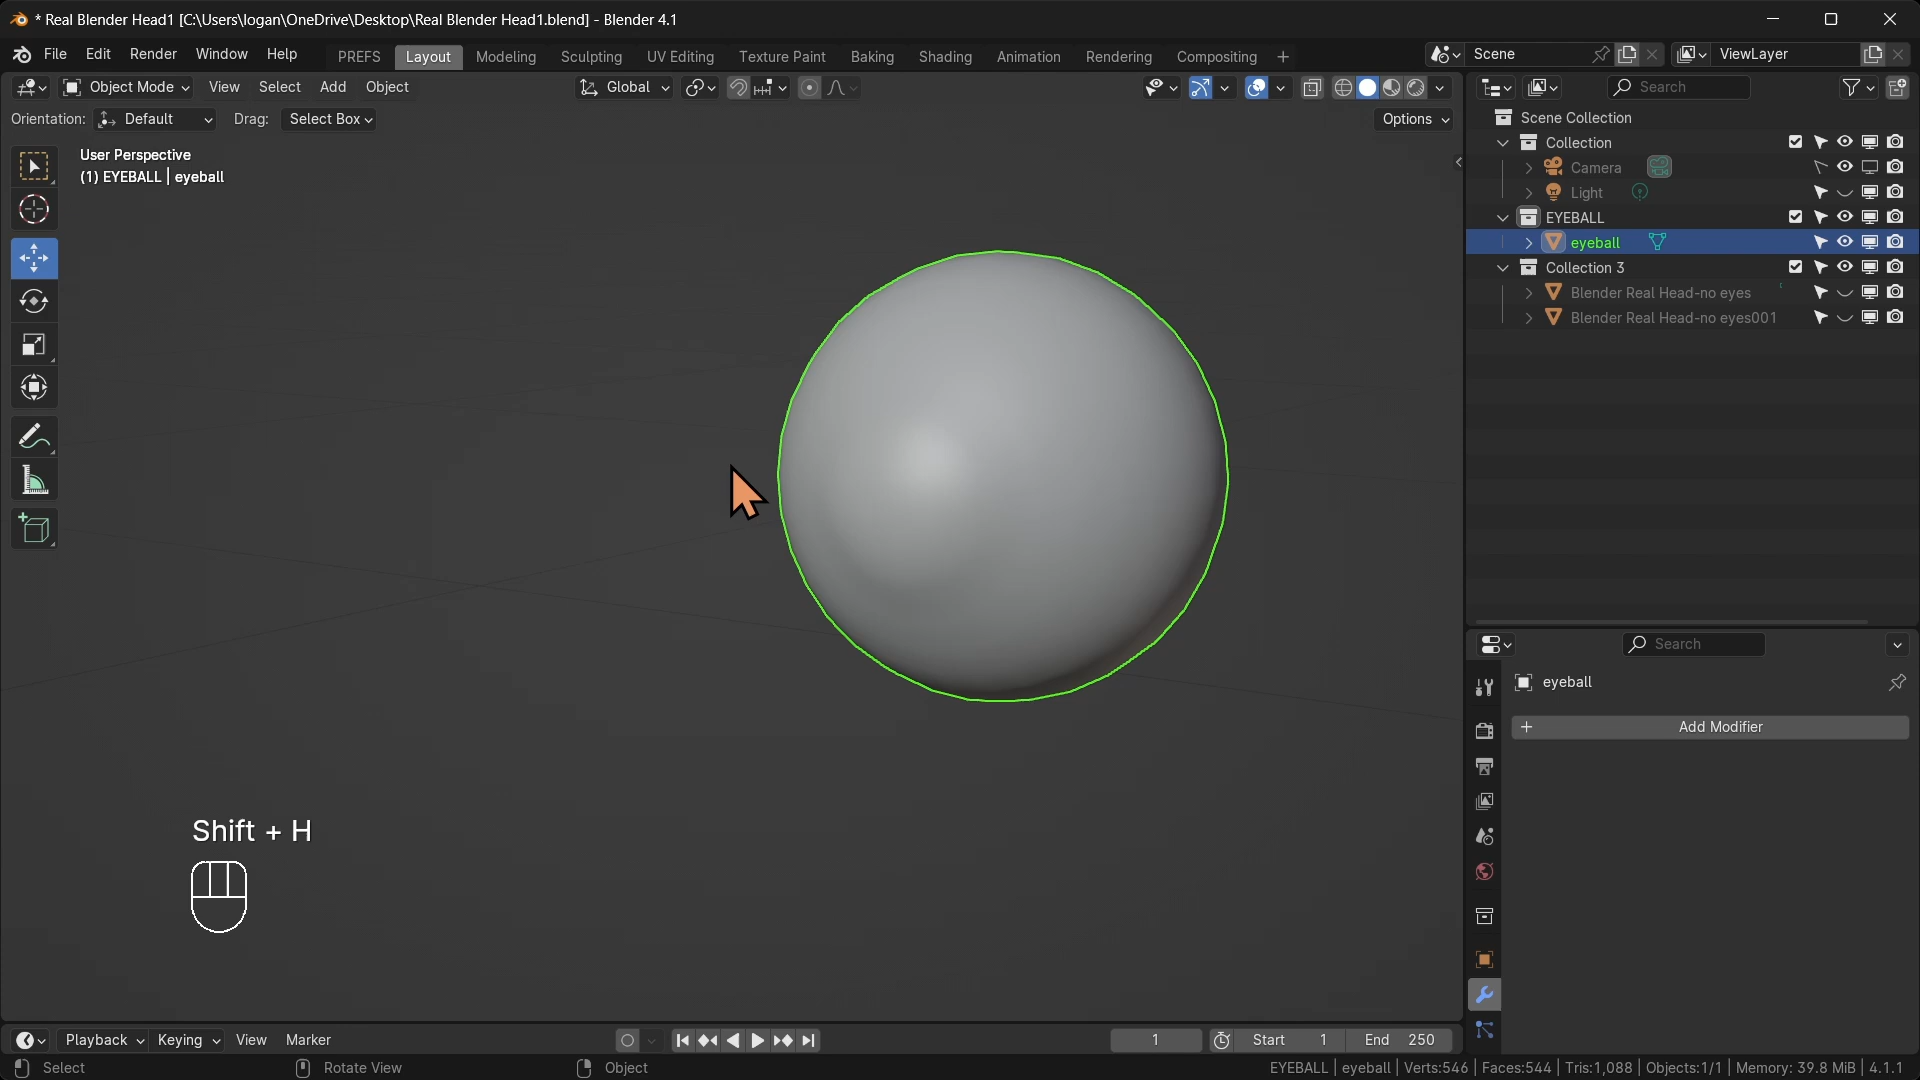 * Real Blender Head1 [C:\Users\logan\OneDrive\Desktop\Real Blender Head1.blend] - Blender 4.1
File Edit Render Window Help PREFS Layout Modeling Sculpting UV Editing Texture Paint Baking Shading Animation Rendering Compositing + Scene ViewLayer
Object Mode View Select Add Object Global Search
Orientation: Default Drag: Select Box Options
User Perspective
(1) EYEBALL | eyeball
Scene Collection
Collection
Camera
Light
EYEBALL
eyeball
Collection 3
Blender Real Head-no eyes
Blender Real Head-no eyes001
Search
eyeball
+ Add Modifier
Shift + H
Playback Keying View Marker 1 Start 1 End 250
Select Rotate View Object EYEBALL | eyeball | Verts:546 | Faces:544 | Tris:1,088 | Objects:1/1 | Memory: 39.8 MiB | 4.1.1